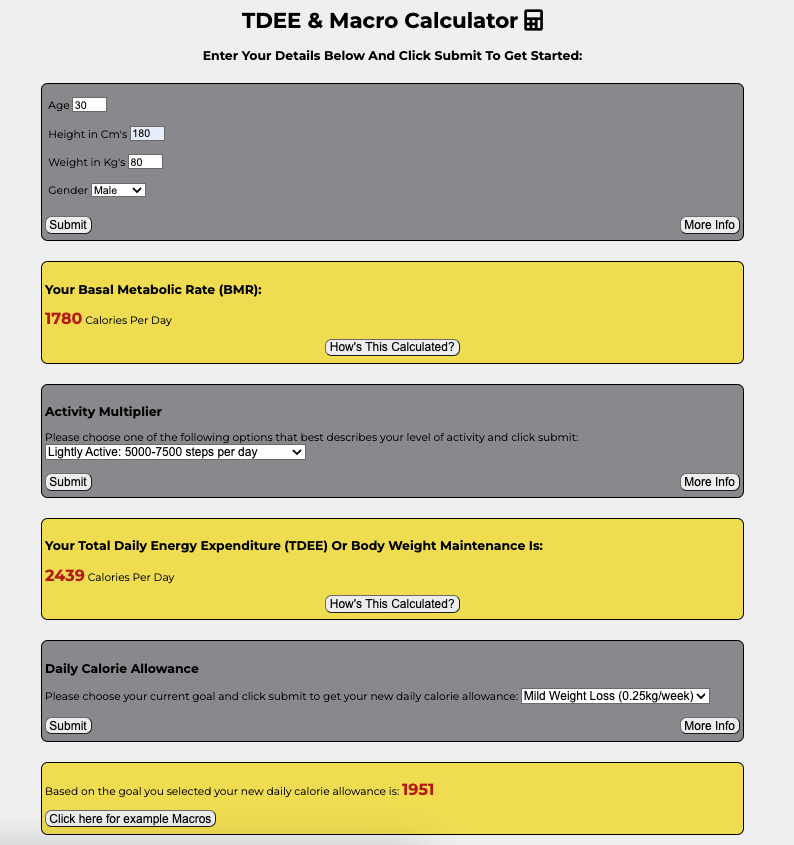 TDEE & Macro Calculator
Enter Your Details Below And Click Submit To Get Started:
Age 30
Height in Cm's 180
Weight in Kg's 80
Gender Male
Submit More Info
Your Basal Metabolic Rate (BMR):
1780 Calories Per Day
How's This Calculated?
Activity Multiplier
Please choose one of the following options that best describes your level of activity and click submit:
Lightly Active: 5000-7500 steps per day
Submit More Info
Your Total Daily Energy Expenditure (TDEE) Or Body Weight Maintenance Is:
2439 Calories Per Day
How's This Calculated?
Daily Calorie Allowance
Please choose your current goal and click submit to get your new daily calorie allowance: Mild Weight Loss (0.25kg/week)
Submit More Info
Based on the goal you selected your new daily calorie allowance is: 1951
Click here for example Macros